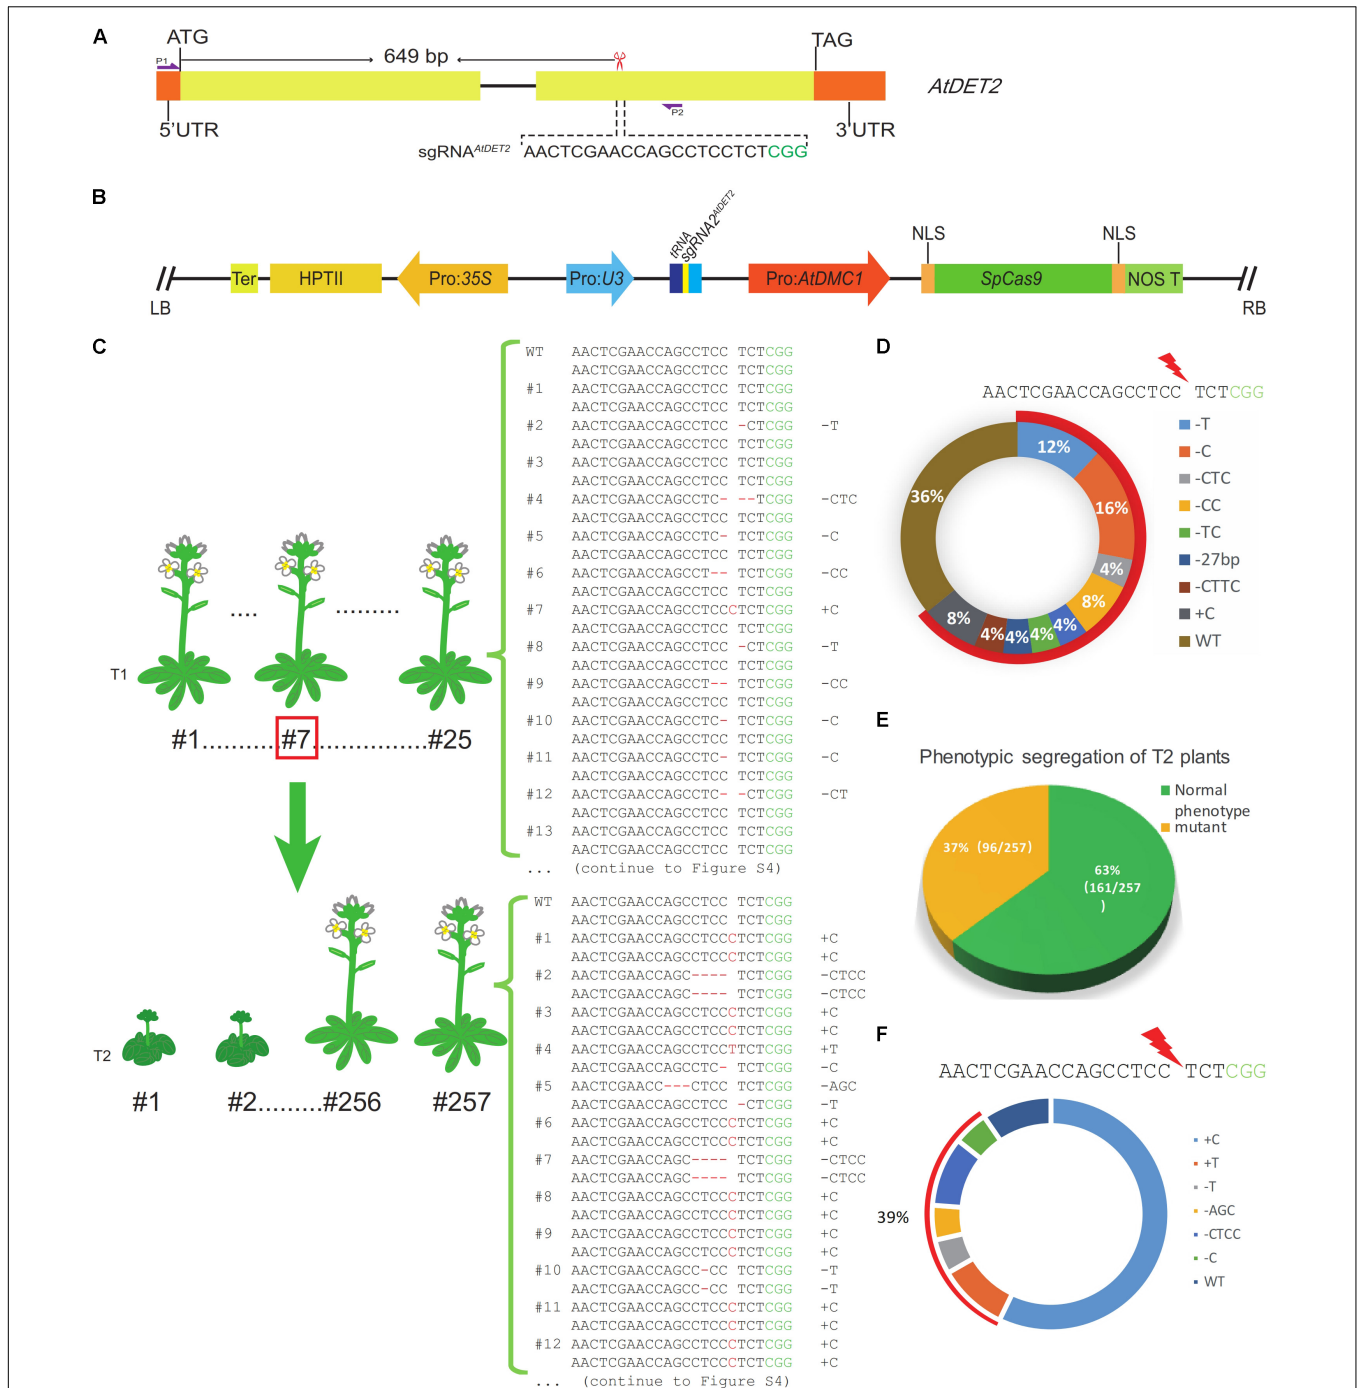 A
ATG
TAG
P1
649 bp
AtDET2
P2
5'UTR
3'UTR
sgRNA AtDET2 AACTCGAACCAGCCTCCTCTCGG
B
tRNA
sgRNA2 AtDET2
NLS
NLS
Ter
HPTII
Pro:35S
Pro:U3
Pro:AtDMC1
SpCas9
NOS T
LB
RB
C
T1
#1
#7
#25
WT AACTCGAACCAGCCTCC TCTCGG
AACTCGAACCAGCCTCC TCTCGG
#1 AACTCGAACCAGCCTCC TCTCGG
AACTCGAACCAGCCTCC TCTCGG
#2 AACTCGAACCAGCCTCC -CTCGG -T
AACTCGAACCAGCCTCC TCTCGG
#3 AACTCGAACCAGCCTCC TCTCGG
AACTCGAACCAGCCTCC TCTCGG
#4 AACTCGAACCAGCCTC- --TCGG -CTC
AACTCGAACCAGCCTCC TCTCGG
#5 AACTCGAACCAGCCTC- TCTCGG -C
AACTCGAACCAGCCTCC TCTCGG
#6 AACTCGAACCAGCCT-- TCTCGG -CC
AACTCGAACCAGCCTCC TCTCGG
#7 AACTCGAACCAGCCTCCCTCTCGG +C
AACTCGAACCAGCCTCC TCTCGG
#8 AACTCGAACCAGCCTCC -CTCGG -T
AACTCGAACCAGCCTCC TCTCGG
#9 AACTCGAACCAGCCT-- TCTCGG -CC
AACTCGAACCAGCCTCC TCTCGG
#10 AACTCGAACCAGCCTC- TCTCGG -C
AACTCGAACCAGCCTCC TCTCGG
#11 AACTCGAACCAGCCTC- TCTCGG -C
AACTCGAACCAGCCTCC TCTCGG
#12 AACTCGAACCAGCCTC- -CTCGG -CT
AACTCGAACCAGCCTCC TCTCGG
#13 AACTCGAACCAGCCTCC TCTCGG
AACTCGAACCAGCCTCC TCTCGG
... (continue to Figure S4)
T2
#1
#2
#256
#257
WT AACTCGAACCAGCCTCC TCTCGG
AACTCGAACCAGCCTCC TCTCGG
#1 AACTCGAACCAGCCTCCCTCTCGG +C
AACTCGAACCAGCCTCCCTCTCGG +C
#2 AACTCGAACCAGC---- TCTCGG -CTCC
AACTCGAACCAGC---- TCTCGG -CTCC
#3 AACTCGAACCAGCCTCCCTCTCGG +C
AACTCGAACCAGCCTCCCTCTCGG +C
#4 AACTCGAACCAGCCTCCTTCTCGG +T
AACTCGAACCAGCCTC- TCTCGG -C
#5 AACTCGAACC---CTCC TCTCGG -AGC
AACTCGAACCAGCCTCC -CTCGG -T
#6 AACTCGAACCAGCCTCCCTCTCGG +C
AACTCGAACCAGCCTCCCTCTCGG +C
#7 AACTCGAACCAGC---- TCTCGG -CTCC
AACTCGAACCAGC---- TCTCGG -CTCC
#8 AACTCGAACCAGCCTCCCTCTCGG +C
AACTCGAACCAGCCTCCCTCTCGG +C
#9 AACTCGAACCAGCCTCCCTCTCGG +C
AACTCGAACCAGCCTCCCTCTCGG +C
#10 AACTCGAACCAGCC-CC TCTCGG -T
AACTCGAACCAGCC-CC TCTCGG -T
#11 AACTCGAACCAGCCTCCCTCTCGG +C
AACTCGAACCAGCCTCCCTCTCGG +C
#12 AACTCGAACCAGCCTCCCTCTCGG +C
AACTCGAACCAGCCTCCCTCTCGG +C
... (continue to Figure S4)
D
AACTCGAACCAGCCTCC TCTCGG
12%
16%
4%
8%
4%
4%
4%
4%
8%
36%
-T
-C
-CTC
-CC
-TC
-27bp
-CTTC
+C
WT
E
Phenotypic segregation of T2 plants
Normal
phenotype
mutant
37% (96/257)
63%
(161/257
)
F
AACTCGAACCAGCCTCC TCTCGG
39%
+C
+T
-T
-AGC
-CTCC
-C
WT